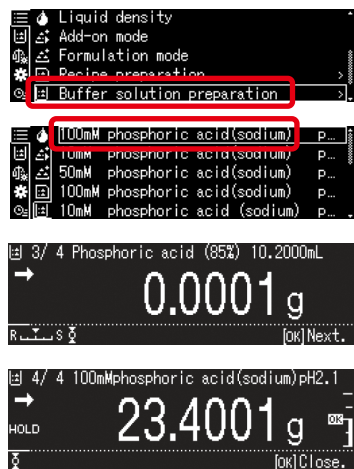 Liquid density
Add-on mode
Formulation mode
Recipe preparation >
Buffer solution preparation >
100mM phosphoric acid(sodium) p…
10mM phosphoric acid(sodium) p…
50mM phosphoric acid(sodium) p…
100mM phosphoric acid(sodium) p…
10mM phosphoric acid (sodium) p…
3/ 4 Phosphoric acid (85%) 10.2000mL
0.0001 g
R S [OK]Next.
4/ 4 100mMphosphoric acid(sodium)pH2.1
HOLD 23.4001 g OK
[OK]Close.